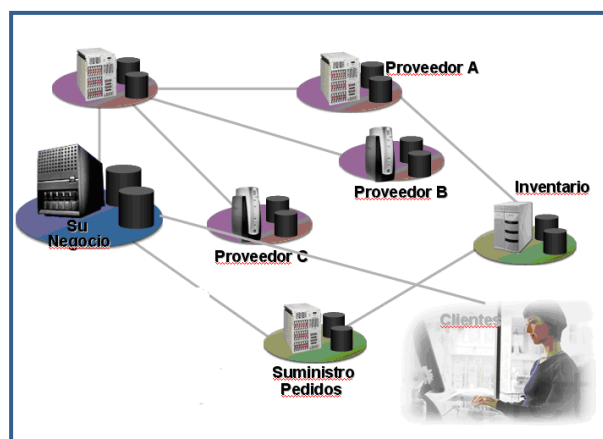 Proveedor A
Proveedor B
Inventario
Su
Negocio
Proveedor C
Clientes
Suministro
Pedidos